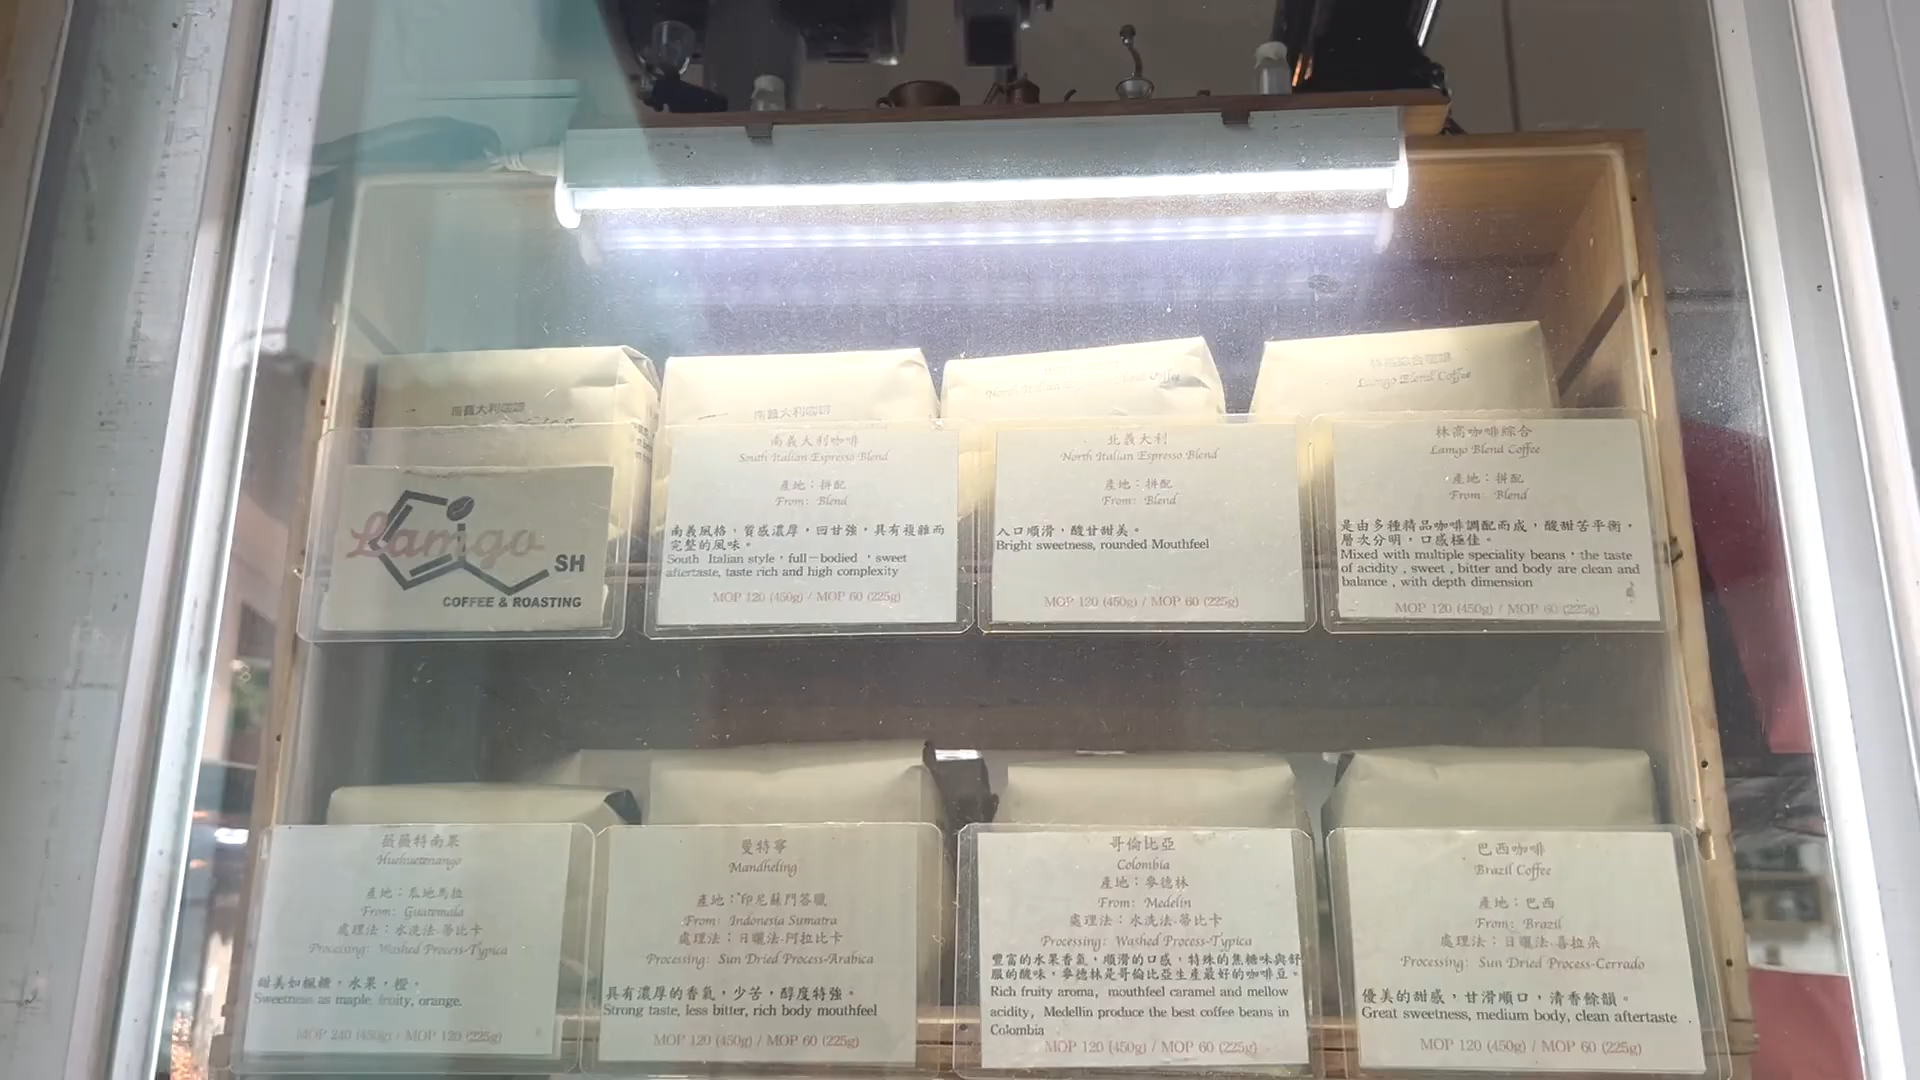 南義大利咖啡
南義大利咖啡
North Italian
林高綜合咖啡
Lamgo Blend Coffee
Lamgo
SH
COFFEE & ROASTING
南義大利咖啡
South Italian Espresso Blend
產地：拼配
From: Blend
南義風格，質感濃厚，回甘強，具有複雜而
完整的風味。
South Italian style，full－bodied ，sweet
aftertaste, taste rich and high complexity
MOP 120 (450g) / MOP 60 (225g)
北義大利
North Italian Espresso Blend
產地：拼配
From: Blend
入口順滑，酸甘甜美。
Bright sweetness, rounded Mouthfeel
MOP 120 (450g) / MOP 60 (225g)
林高咖啡綜合
Lamgo Blend Coffee
產地：拼配
From: Blend
是由多種精品咖啡調配而成，酸甜苦平衡，
層次分明，口感極佳。
Mixed with multiple speciality beans，the taste
of acidity , sweet , bitter and body are clean and
balance , with depth dimension
MOP 120 (450g) / MOP 60 (225g)
薇薇特南果
Huehuetenango
產地：瓜地馬拉
From: Guatemala
處理法：水洗法-蒂比卡
Processing: Washed Process-Typica
甜美如楓糖，水果，橙。
Sweetness as maple, fruity, orange.
MOP 240 (450g) / MOP 120 (225g)
曼特寧
Mandheling
產地：印尼蘇門答臘
From: Indonesia Sumatra
處理法：日曬法-阿拉比卡
Processing: Sun Dried Process-Arabica
具有濃厚的香氣，少苦，醇度特強。
Strong taste, less bitter, rich body mouthfeel
MOP 120 (450g) / MOP 60 (225g)
哥倫比亞
Colombia
產地：麥德林
From: Medelin
處理法：水洗法-蒂比卡
Processing: Washed Process-Typica
豐富的水果香氣，順滑的口感，特殊的焦糖味與舒
服的酸味，麥德林是哥倫比亞生產最好的咖啡豆。
Rich fruity aroma, mouthfeel caramel and mellow
acidity, Medellin produce the best coffee beans in
Colombia
MOP 120 (450g) / MOP 60 (225g)
巴西咖啡
Brazil Coffee
產地：巴西
From: Brazil
處理法：日曬法-喜拉朵
Processing: Sun Dried Process-Cerrado
優美的甜感，甘滑順口，清香餘韻。
Great sweetness, medium body, clean aftertaste .
MOP 120 (450g) / MOP 60 (225g)